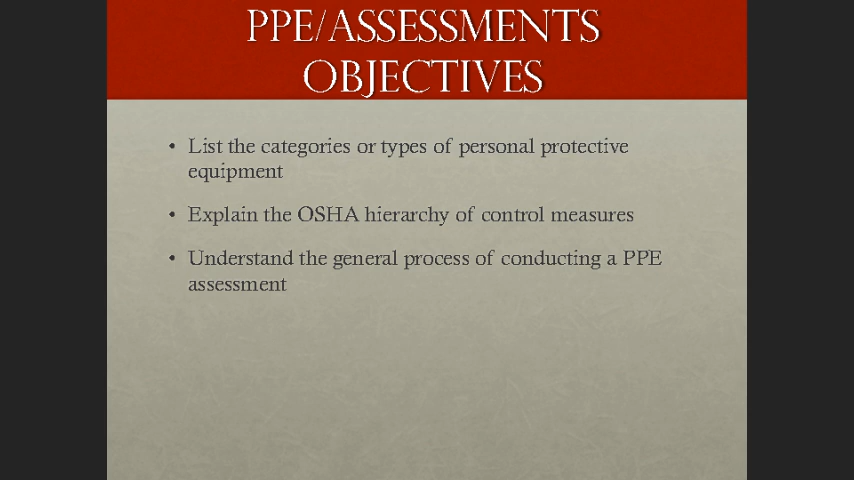 PPE/ASSESSMENTS
OBJECTIVES
• List the categories or types of personal protective
equipment
• Explain the OSHA hierarchy of control measures
• Understand the general process of conducting a PPE
assessment